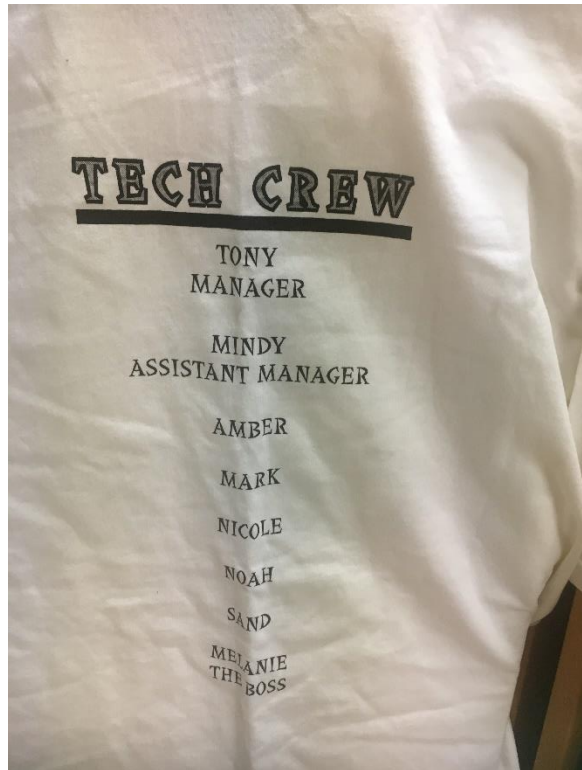 TECH CREW
TONY
MANAGER
MINDY
ASSISTANT MANAGER
AMBER
MARK
NICOLE
NOAH
SAND
MELANIE
THE BOSS